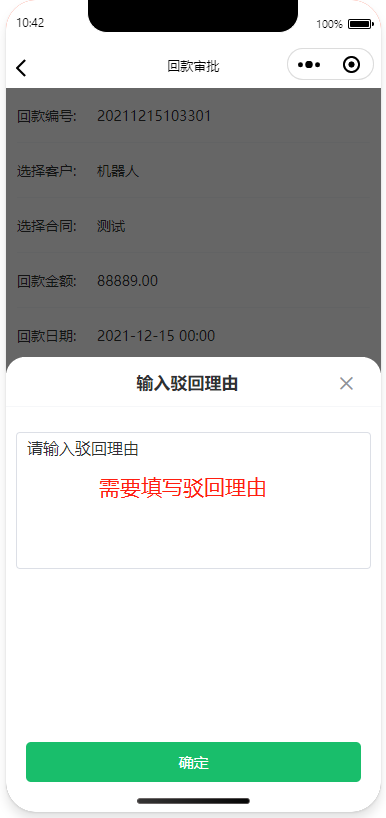 10:42
100%
回款审批
回款编号: 20211215103301
选择客户: 机器人
选择合同: 测试
回款金额: 88889.00
回款日期: 2021-12-15 00:00
输入驳回理由
请输入驳回理由
需要填写驳回理由
确定